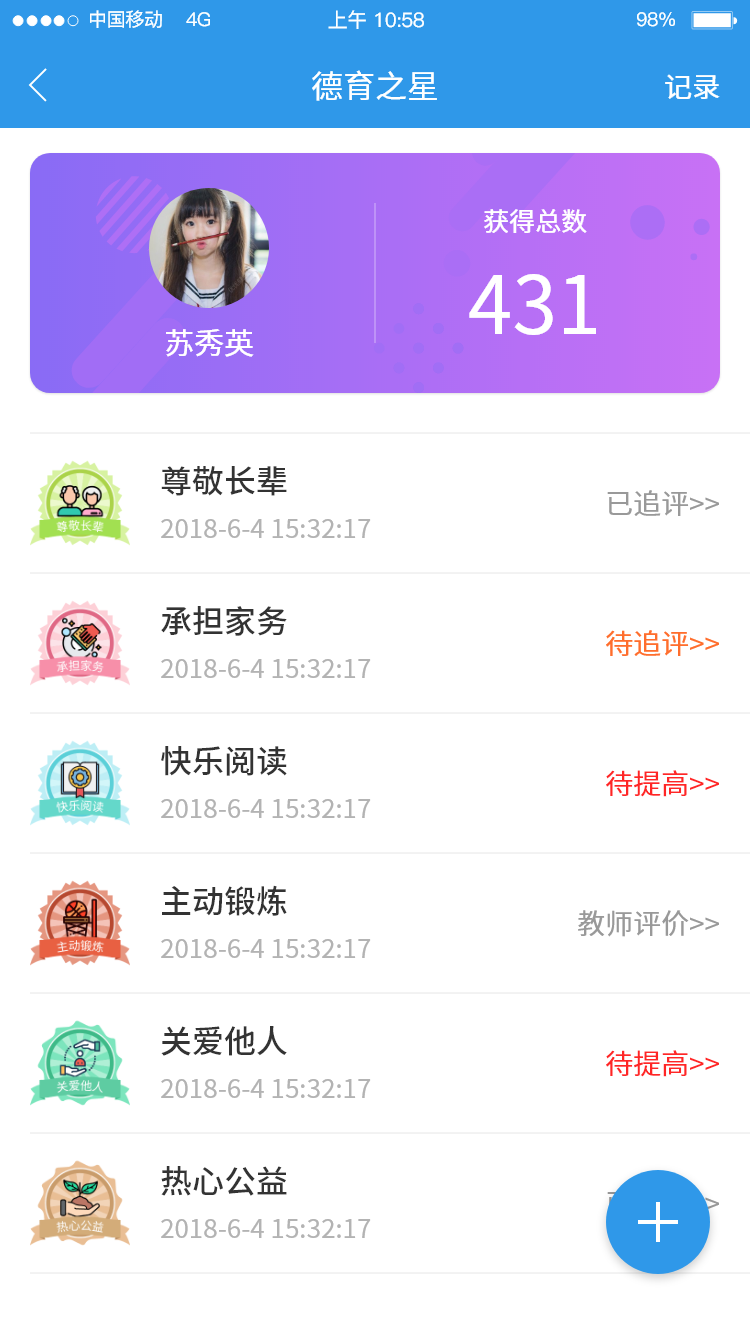 中国移动 4G 上午 10:58 98%
德育之星 记录
获得总数
431
苏秀英
尊敬长辈
尊敬长辈
2018-6-4 15:32:17
已追评>>
承担家务
承担家务
2018-6-4 15:32:17
待追评>>
快乐阅读
快乐阅读
2018-6-4 15:32:17
待提高>>
主动锻炼
主动锻炼
2018-6-4 15:32:17
教师评价>>
关爱他人
关爱他人
2018-6-4 15:32:17
待提高>>
热心公益
热心公益
2018-6-4 15:32:17
>